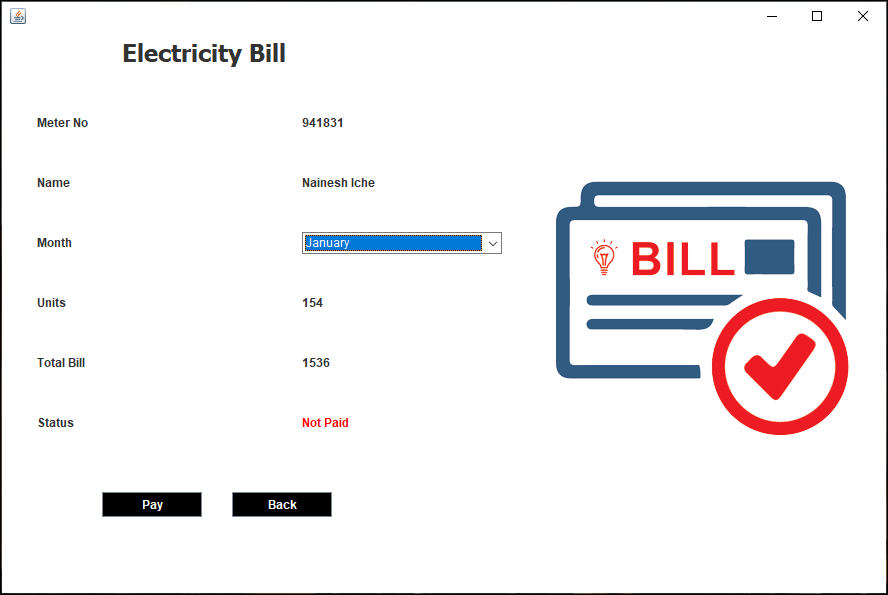 Electricity Bill
Meter No 941831
Name Nainesh Iche
Month January
Units 154
Total Bill 1536
Status Not Paid
Pay Back
BILL